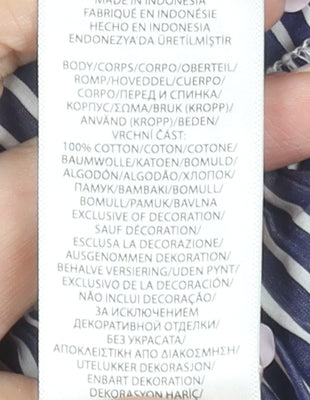 MADE IN INDONESIA
FABRIQUÉ EN INDONÉSIE
HECHO EN INDONESIA
ENDONEZYA'DA ÜRETILMIŞTIR
BODY/CORPS/CORPO/OBERTEIL/
ROMP/HOVEDDEL/CUERPO/
CORPO/ПЕРЕД И СПИНКА/
КОРПУС/ΣΩΜΑ/BRUK (KROPP)/
ANVÄND (KROPP)/BEDEN/
VRCHNÍ ČÁST:
100% COTTON/COTON/COTONE/
BAUMWOLLE/KATOEN/BOMULD/
ALGODÓN/ALGODÃO/ХЛОПОК/
ПАМУК/ΒΑΜΒΑΚΙ/BOMULL/
BOMULL/PAMUK/BAVLNA
EXCLUSIVE OF DECORATION/
SAUF DÉCORATION/
ESCLUSA LA DECORAZIONE/
AUSGENOMMEN DEKORATION/
BEHALVE VERSIERING/UDEN PYNT/
EXCLUSIVO DE LA DECORACIÓN/
NÃO INCLUI DECORAÇÃO/
ЗА ИСКЛЮЧЕНИЕМ
ДЕКОРАТИВНОЙ ОТДЕЛКИ/
БЕЗ УКРАСАТА/
ΑΠΟΚΛΕΙΣΤΙΚΗ ΑΠΟ ΔΙΑΚΟΣΜΗΣΗ/
UTELUKKER DEKORASJON/
ENBART DEKORATION/
DEKORASYON HARİÇ/